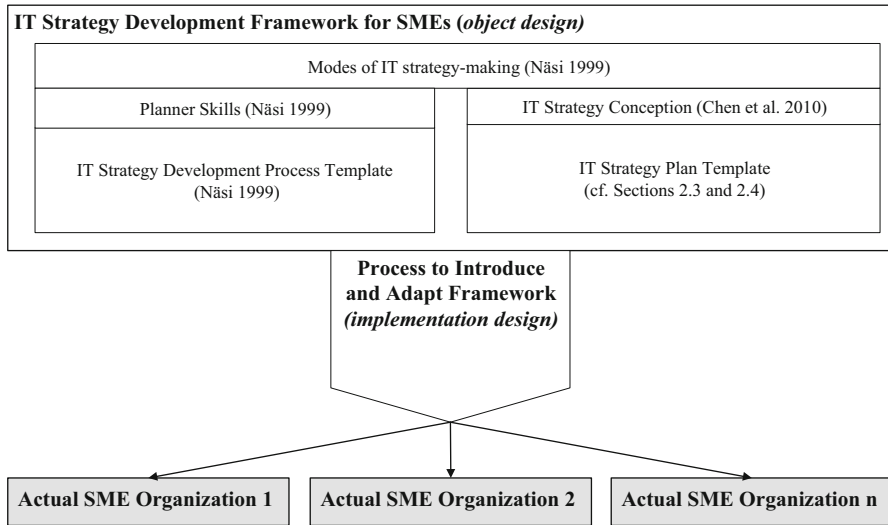 IT Strategy Development Framework for SMEs (object design)
Modes of IT strategy-making (Näsi 1999)
Planner Skills (Näsi 1999)
IT Strategy Development Process Template
(Näsi 1999)
IT Strategy Conception (Chen et al. 2010)
IT Strategy Plan Template
(cf. Sections 2.3 and 2.4)
Process to Introduce
and Adapt Framework
(implementation design)
Actual SME Organization 1
Actual SME Organization 2
Actual SME Organization n